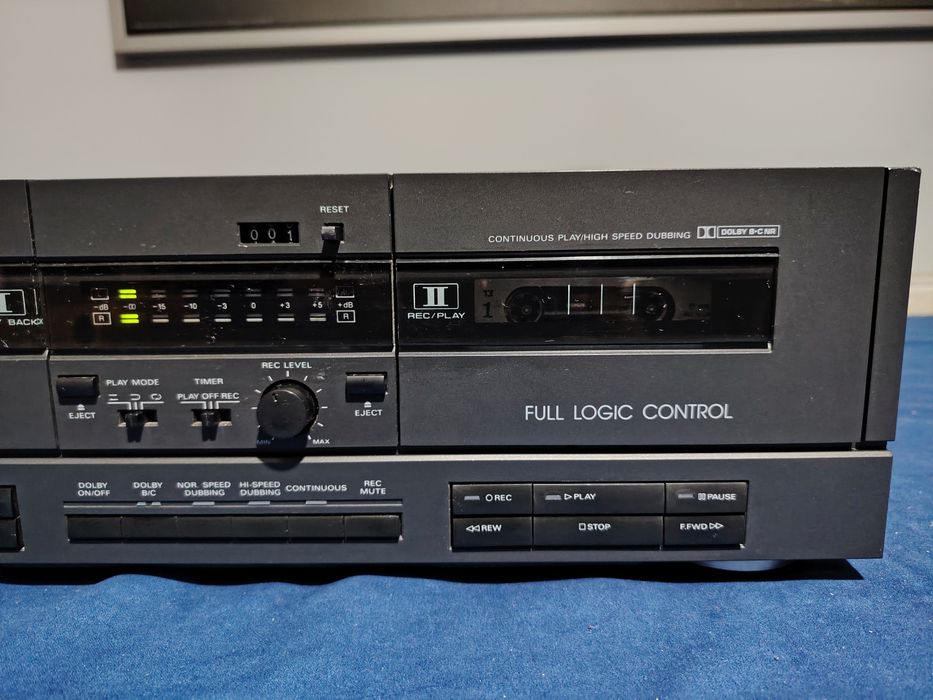 RESET
001
CONTINUOUS PLAY/HIGH SPEED DUBBING DOLBY B-C NR
-dB -∞ -15 -10 -3 0 +3 +5 +dB
R R
BACK
II
REC/PLAY
1
REC LEVEL
MIN MAX
EJECT
PLAY MODE
TIMER
PLAY OFF REC
EJECT
FULL LOGIC CONTROL
DOLBY ON/OFF
DOLBY B/C
NOR. SPEED DUBBING
HI-SPEED DUBBING
CONTINUOUS
REC MUTE
REC
PLAY
PAUSE
REW
STOP
F.FWD